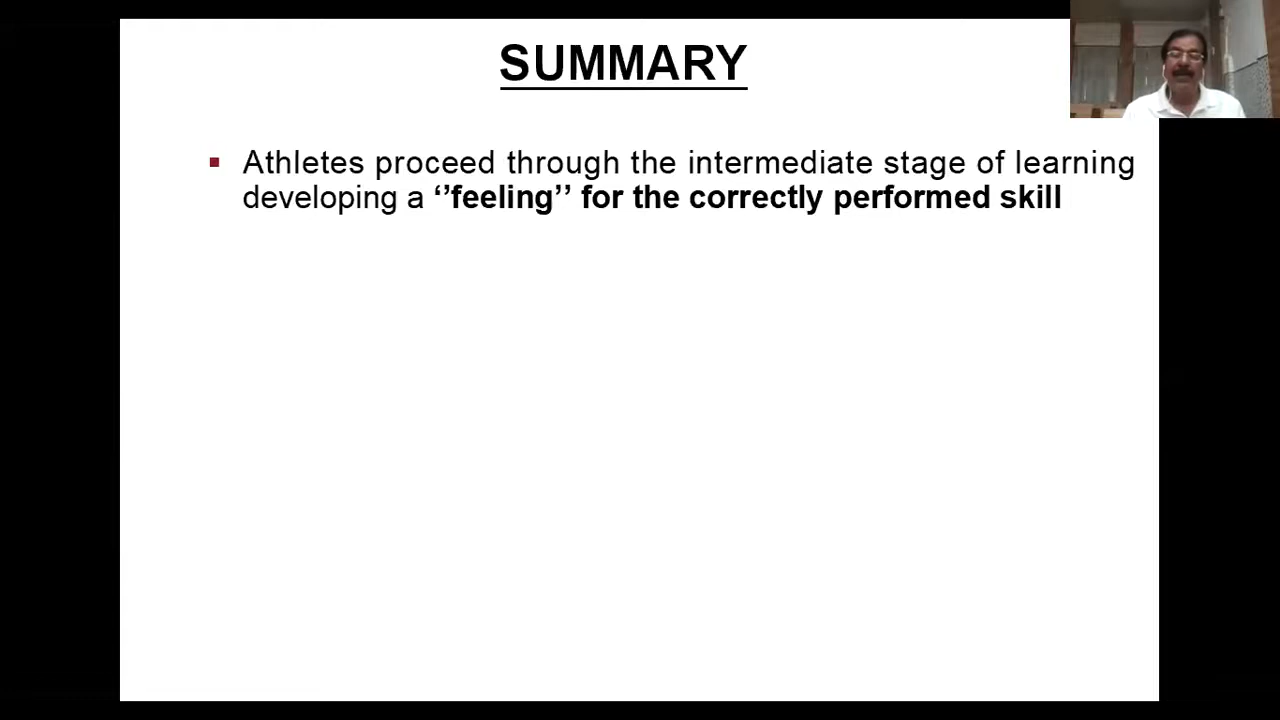 SUMMARY
▪ Athletes proceed through the intermediate stage of learning
developing a ‘’feeling’’ for the correctly performed skill